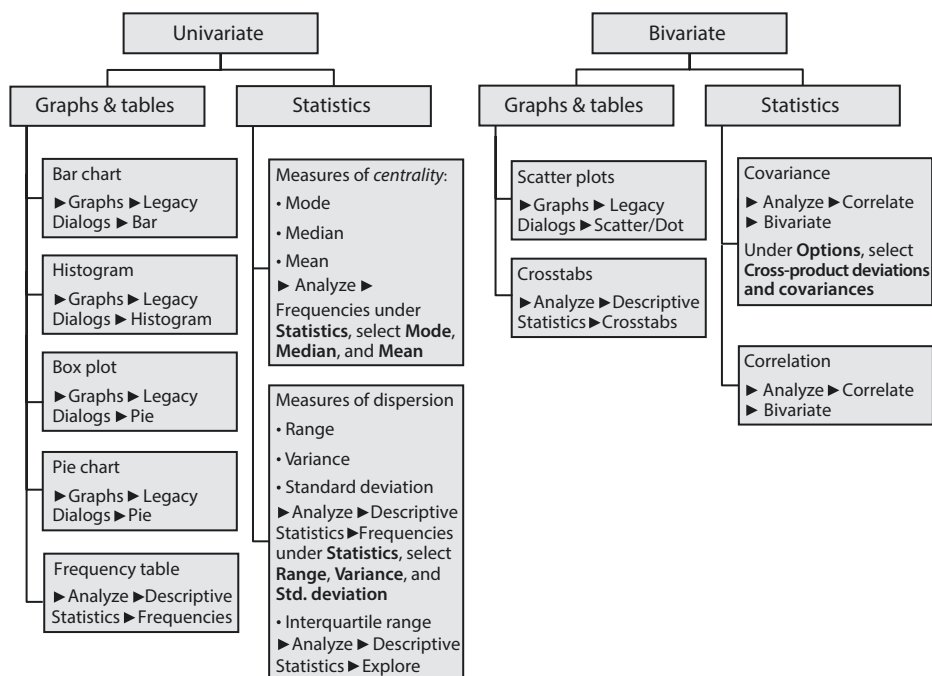 Univariate
Graphs & tables
Bar chart
►Graphs ►Legacy
Dialogs ►Bar
Histogram
►Graphs ►Legacy
Dialogs ►Histogram
Box plot
►Graphs ►Legacy
Dialogs ►Pie
Pie chart
►Graphs ►Legacy
Dialogs ►Pie
Frequency table
►Analyze ►Descriptive
Statistics ►Frequencies
Statistics
Measures of centrality:
• Mode
• Median
• Mean
► Analyze ►
Frequencies under
Statistics, select Mode,
Median, and Mean
Measures of dispersion
• Range
• Variance
• Standard deviation
►Analyze ►Descriptive
Statistics ►Frequencies
under Statistics, select
Range, Variance, and
Std. deviation
• Interquartile range
►Analyze ► Descriptive
Statistics ►Explore
Bivariate
Graphs & tables
Scatter plots
►Graphs ►Legacy
Dialogs ►Scatter/Dot
Crosstabs
►Analyze ►Descriptive
Statistics ►Crosstabs
Statistics
Covariance
► Analyze ►Correlate
► Bivariate
Under Options, select
Cross-product deviations
and covariances
Correlation
► Analyze ►Correlate
► Bivariate